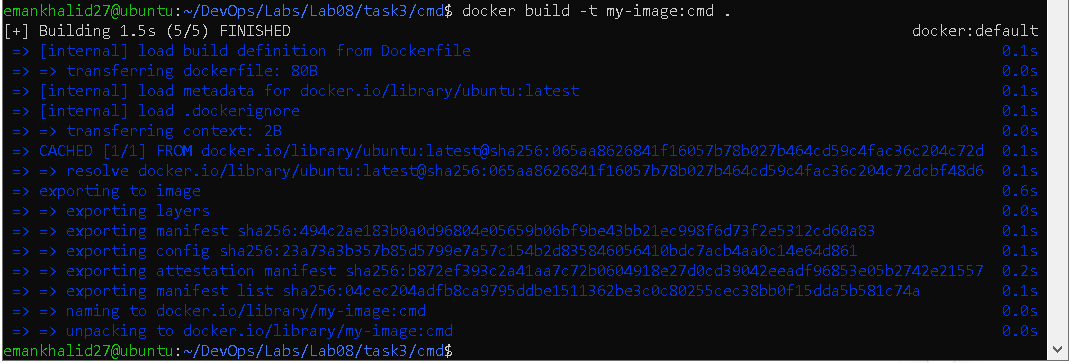 emankhalid27@ubuntu:~/DevOps/Labs/Lab08/task3/cmd$ docker build -t my-image:cmd .
[+] Building 1.5s (5/5) FINISHED docker:default
=> [internal] load build definition from Dockerfile 0.1s
=> => transferring dockerfile: 80B 0.0s
=> [internal] load metadata for docker.io/library/ubuntu:latest 0.1s
=> [internal] load .dockerignore 0.1s
=> => transferring context: 2B 0.0s
=> CACHED [1/1] FROM docker.io/library/ubuntu:latest@sha256:065aa8626841f16057b78b027b464cd59c4fac36c204c72d 0.1s
=> => resolve docker.io/library/ubuntu:latest@sha256:065aa8626841f16057b78b027b464cd59c4fac36c204c72dcbf48d6 0.1s
=> exporting to image 0.6s
=> => exporting layers 0.0s
=> => exporting manifest sha256:494c2ae183b0a0d96804e05659b06bf9be43bb21ec998f6d73f2e5312cd60a83 0.1s
=> => exporting config sha256:23a73a3b357b85d5799e7a57c154b2d835846056410bdc7acb4aa0c14e64d861 0.1s
=> => exporting attestation manifest sha256:b872ef393c2a41aa7c72b0604918e27d0cd39042eeadf96853e05b2742e21557 0.2s
=> => exporting manifest list sha256:04cec204adfb8ca9795ddbe1511362be3c0c80255cec38bb0f15dda5b581c74a 0.1s
=> => naming to docker.io/library/my-image:cmd 0.0s
=> => unpacking to docker.io/library/my-image:cmd 0.0s
emankhalid27@ubuntu:~/DevOps/Labs/Lab08/task3/cmd$